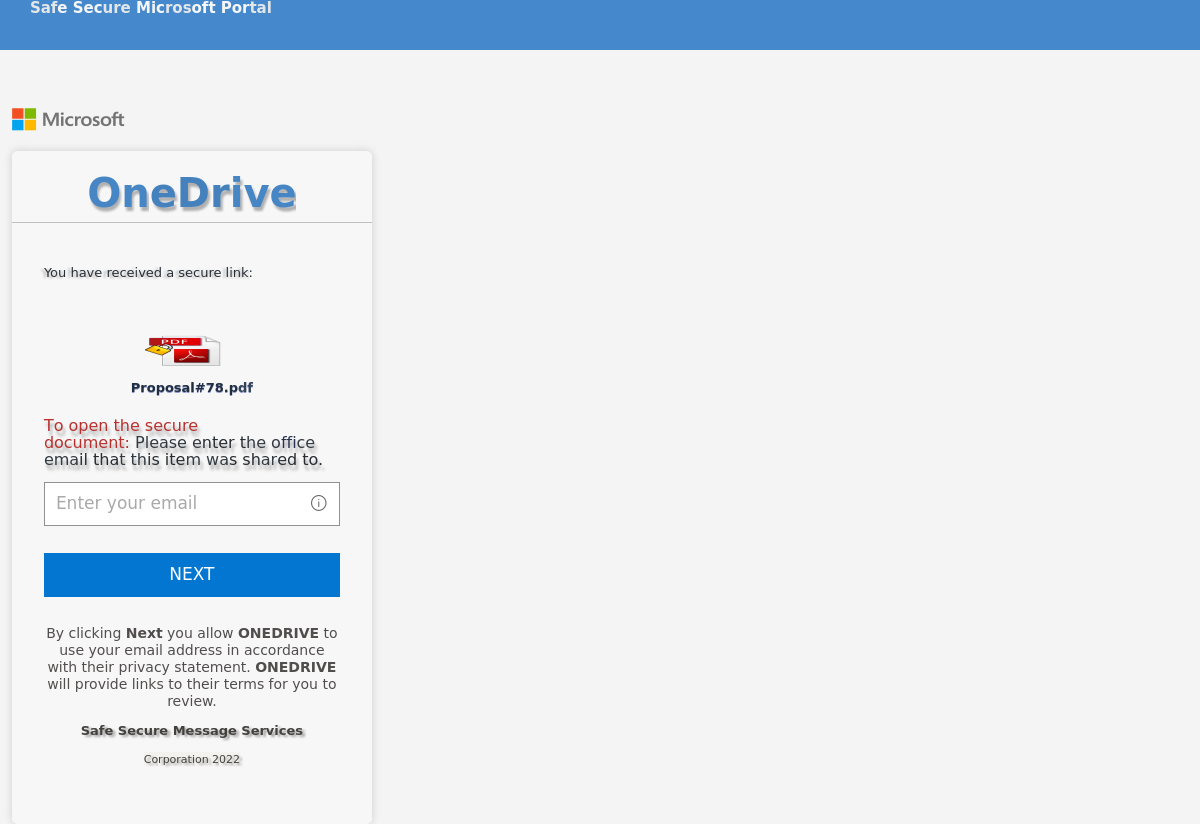 Safe Secure Microsoft Portal
Microsoft
OneDrive
You have received a secure link:
PDF
Proposal#78.pdf
To open the secure
document: Please enter the office
email that this item was shared to.
Enter your email
NEXT
By clicking Next you allow ONEDRIVE to
use your email address in accordance
with their privacy statement. ONEDRIVE
will provide links to their terms for you to
review.
Safe Secure Message Services
Corporation 2022